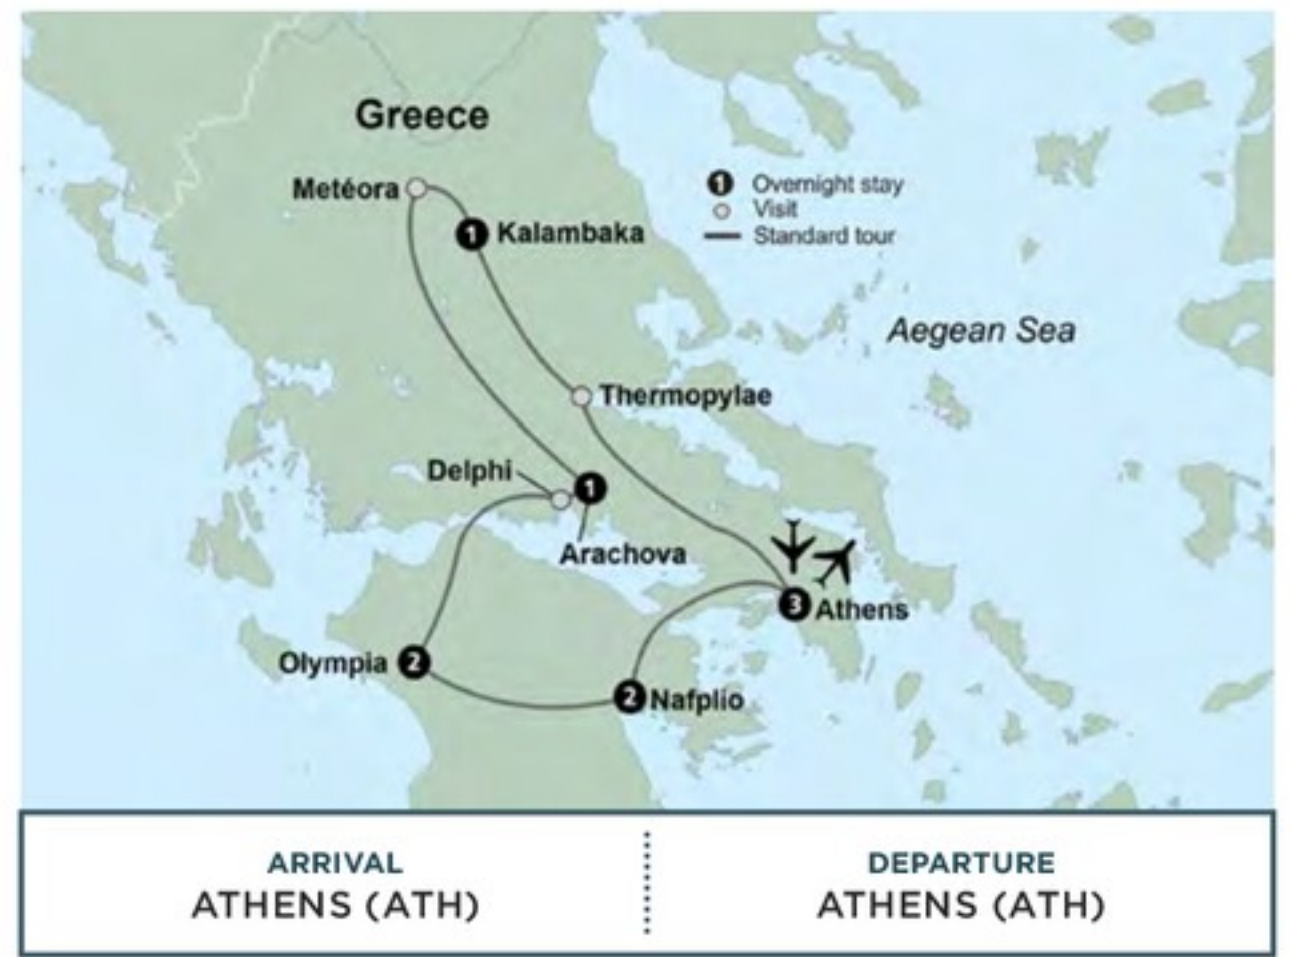 Greece
Metéora
1 Kalambaka
1 Overnight stay
Visit
Standard tour
Aegean Sea
Thermopylae
Delphi
1
Arachova
3 Athens
Olympia 2
2 Nafplio
ARRIVAL
ATHENS (ATH)
DEPARTURE
ATHENS (ATH)